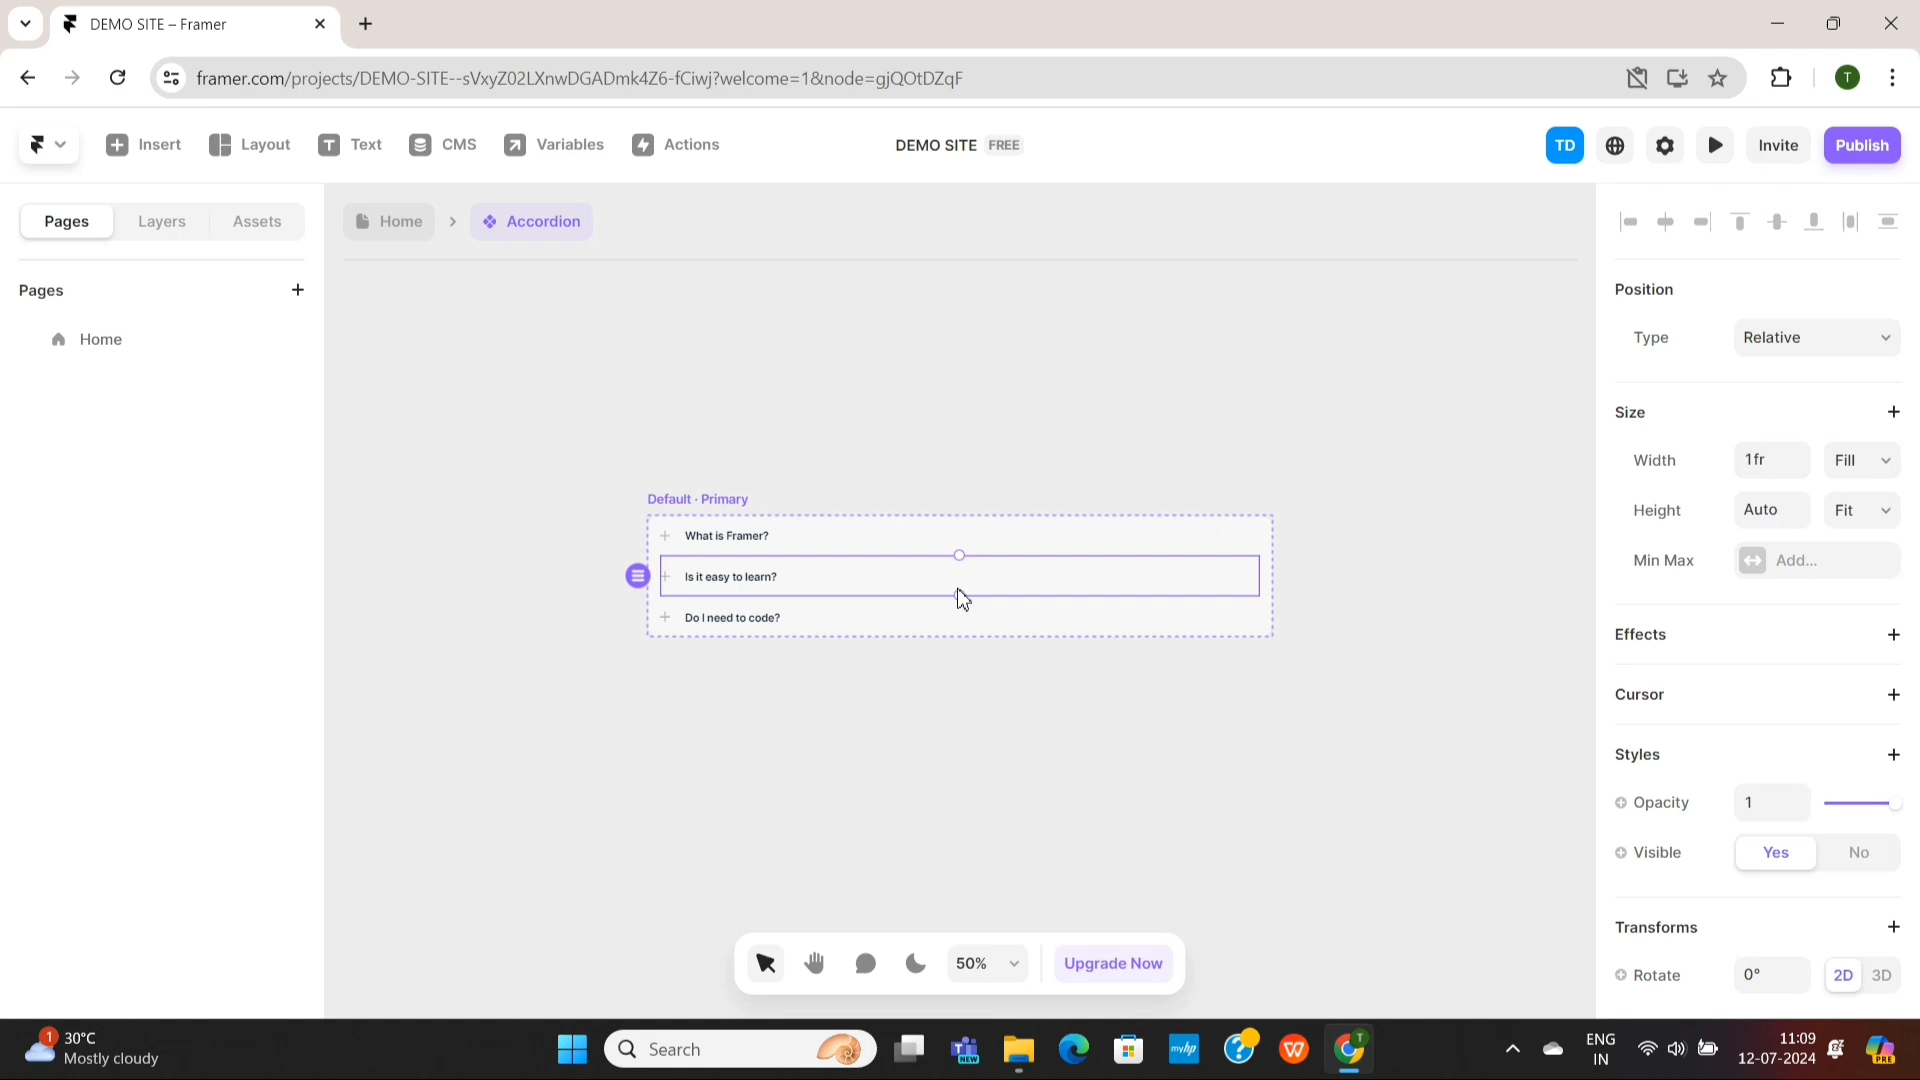 DEMO SITE – Framer
framer.com/projects/DEMO-SITE--sVxyZ02LXnwDGADmk4Z6-fCiwj?welcome=1&node=gjQOtDZqF
T
Insert
Layout
T
Text
CMS
Variables
Actions
DEMO SITE FREE
TD
Invite
Publish
Pages
Layers
Assets
Home
Accordion
Pages
Home
Default · Primary
What is Framer?
Is it easy to learn?
Do I need to code?
Position
Type
Relative
Size
Width
1fr
Fill
Height
Auto
Fit
Min Max
Add...
Effects
Cursor
Styles
Opacity
1
Visible
Yes
No
Transforms
Rotate
0°
2D
3D
50%
Upgrade Now
1
30°C
Mostly cloudy
Search
NEW
myhp
T
ENG
IN
11:09
12-07-2024
PRE